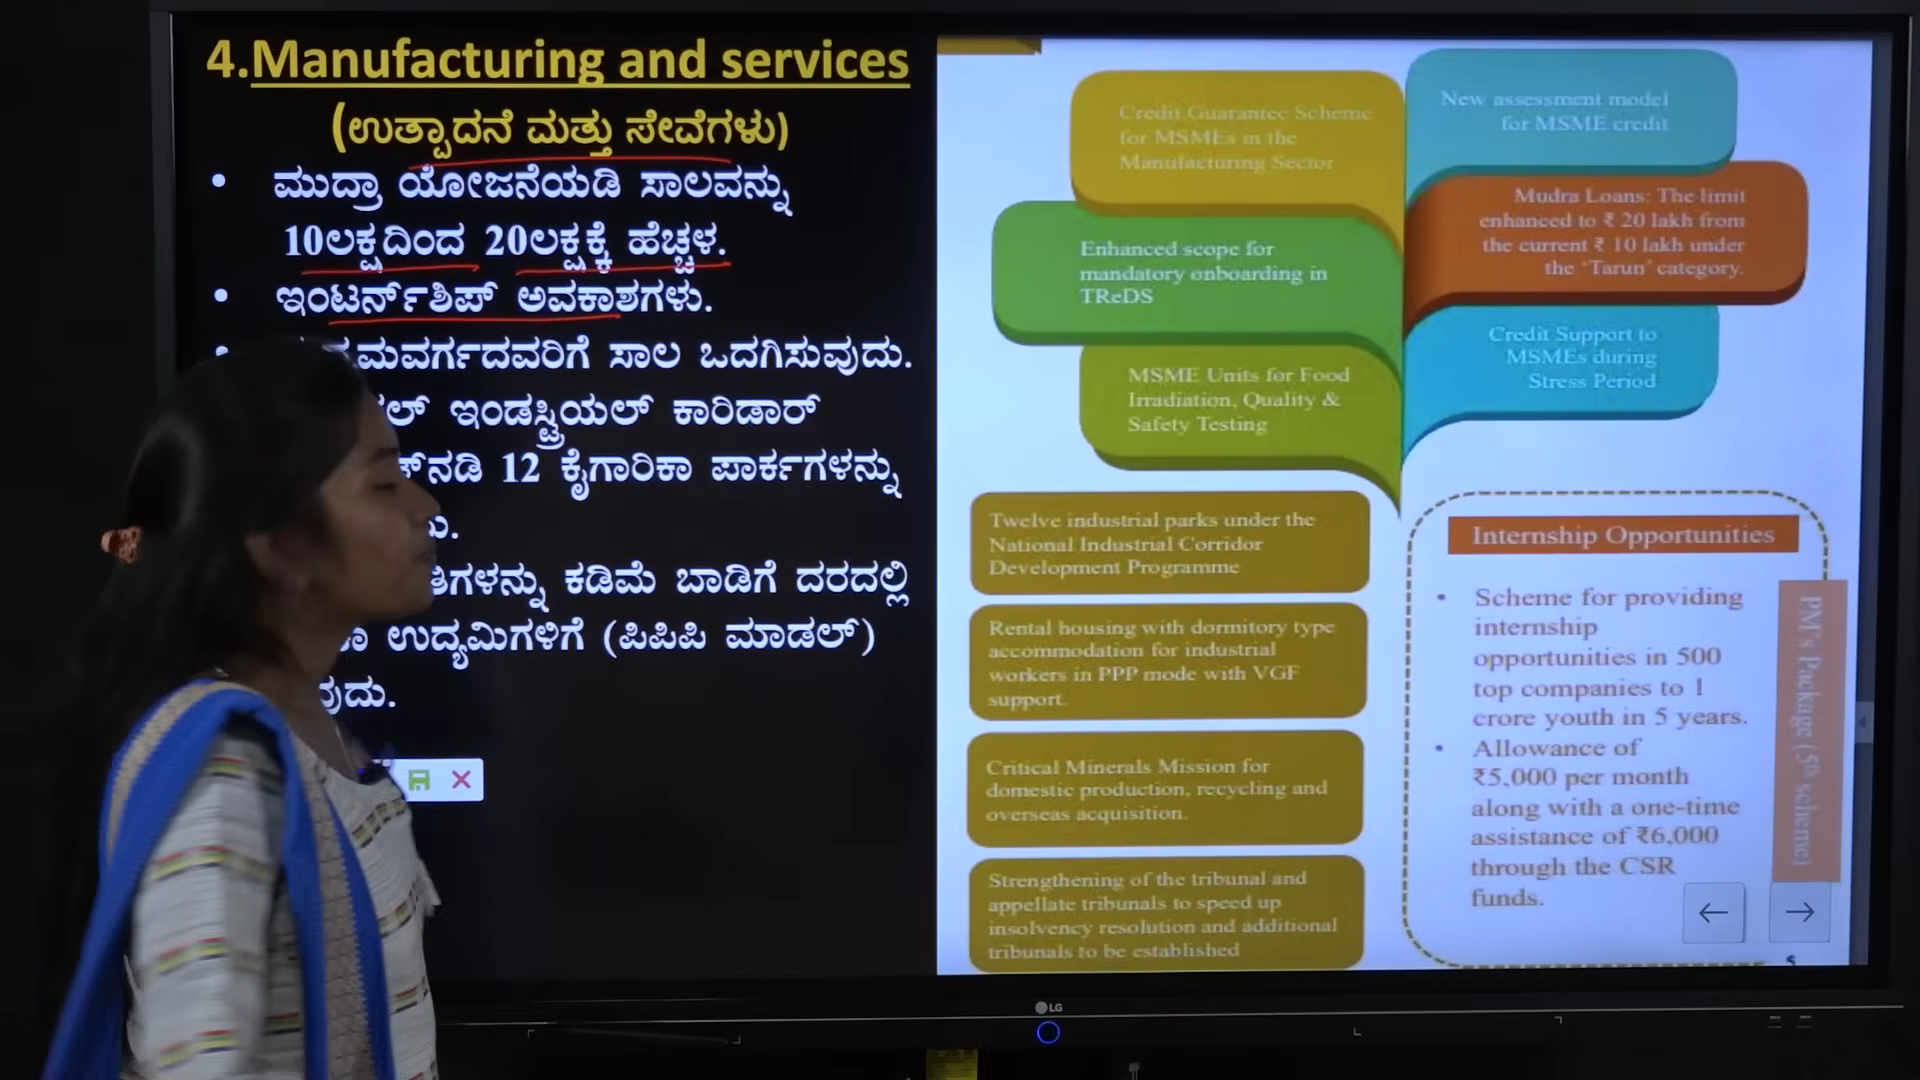 4.Manufacturing and services
(ಉತ್ಪಾದನೆ ಮತ್ತು ಸೇವೆಗಳು)
• ಮುದ್ರಾ ಯೋಜನೆಯಡಿ ಸಾಲವನ್ನು
10ಲಕ್ಷದಿಂದ 20ಲಕ್ಷಕ್ಕೆ ಹೆಚ್ಚಳ.
• ಇಂಟರ್ನ್‌ಶಿಪ್ ಅವಕಾಶಗಳು.
ಸಾಲ ಒದಗಿಸುವುದು.
ಇಂಡಸ್ಟ್ರಿಯಲ್ ಕಾರಿಡಾರ್
12 ಕೈಗಾರಿಕಾ ಪಾರ್ಕಗಳನ್ನು
ಕಡಿಮೆ ಬಾಡಿಗೆ ದರದಲ್ಲಿ
ಉದ್ಯಮಿಗಳಿಗೆ (ಪಿಪಿಪಿ ಮಾಡಲ್)
Credit Guarantee Scheme
for MSMEs in the
Manufacturing Sector
New assessment model
for MSME credit
Mudra Loans: The limit
enhanced to ₹ 20 lakh from
the current ₹ 10 lakh under
the ‘Tarun’ category.
Enhanced scope for
mandatory onboarding in
TReDS
Credit Support to
MSMEs during
Stress Period
MSME Units for Food
Irradiation, Quality &
Safety Testing
Twelve industrial parks under the
National Industrial Corridor
Development Programme
Rental housing with dormitory type
accommodation for industrial
workers in PPP mode with VGF
support.
Critical Minerals Mission for
domestic production, recycling and
overseas acquisition.
Strengthening of the tribunal and
appellate tribunals to speed up
insolvency resolution and additional
tribunals to be established
Internship Opportunities
• Scheme for providing
internship
opportunities in 500
top companies to 1
crore youth in 5 years.
• Allowance of
₹5,000 per month
along with a one-time
assistance of ₹6,000
through the CSR
funds.
PM's Package (5th scheme)
5
LG